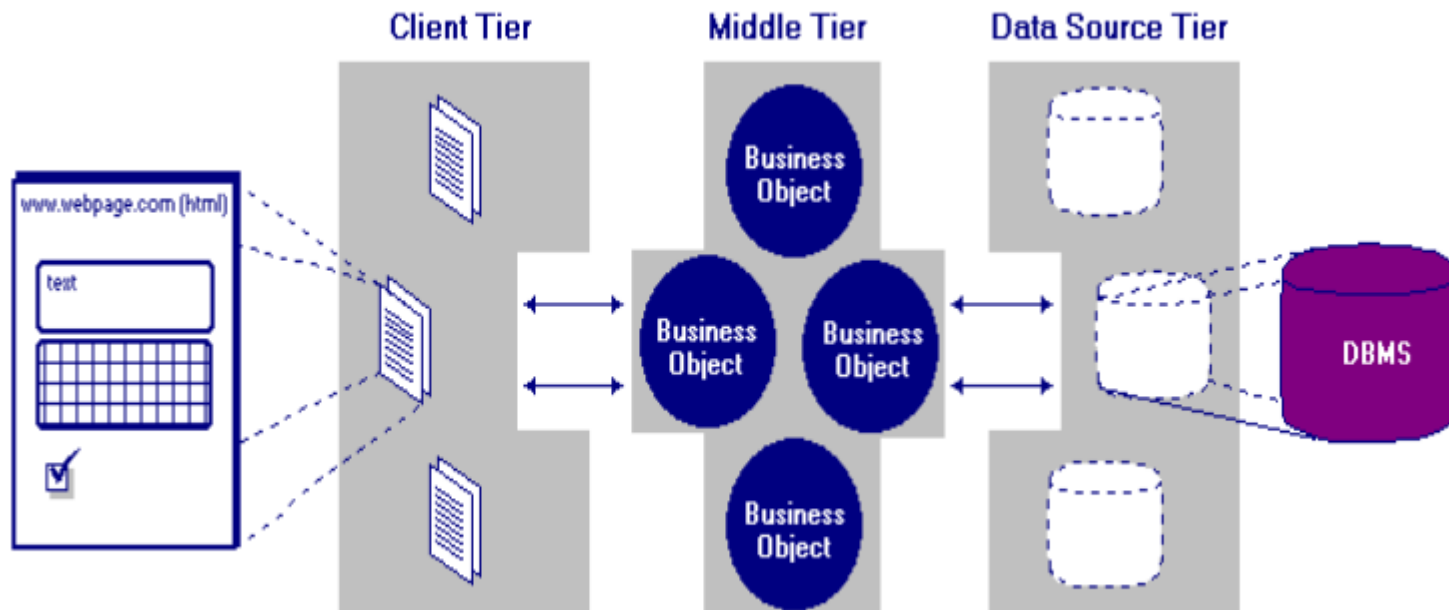 Client Tier
Middle Tier
Data Source Tier
www.webpage.com (html)
text
Business
Object
Business
Object
Business
Object
Business
Object
DBMS